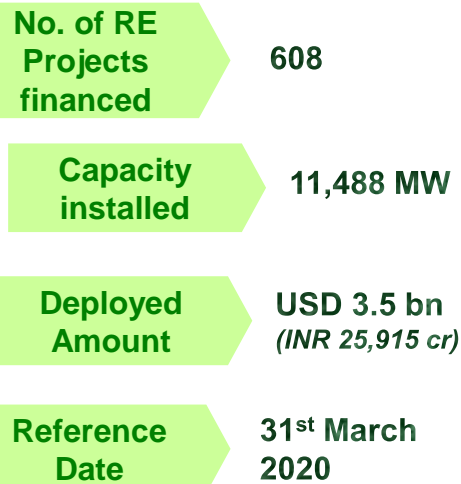 No. of RE
Projects
financed
608
Capacity
installed
11,488 MW
Deployed
Amount
USD 3.5 bn
(INR 25,915 cr)
Reference
Date
31st March
2020